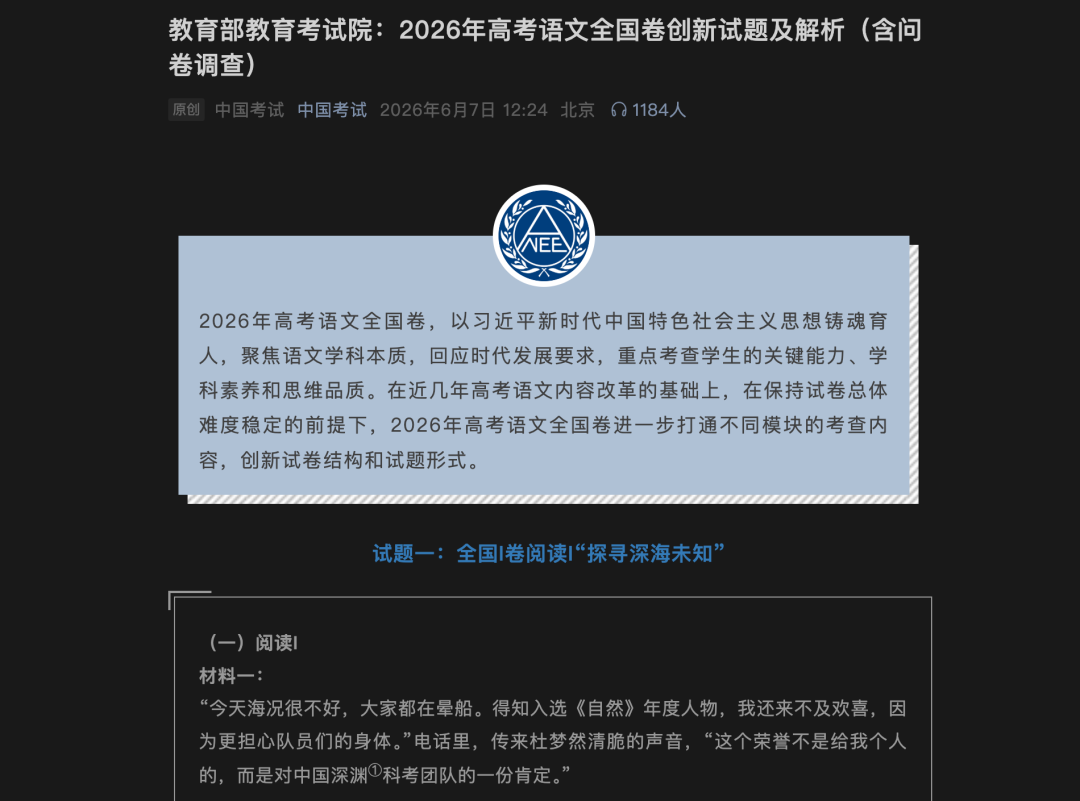 教育部教育考试院：2026年高考语文全国卷创新试题及解析（含问
卷调查）
原创 中国考试 中国考试 2026年6月7日 12:24 北京 1184人
NEE
2026年高考语文全国卷，以习近平新时代中国特色社会主义思想铸魂育
人，聚焦语文学科本质，回应时代发展要求，重点考查学生的关键能力、学
科素养和思维品质。在近几年高考语文内容改革的基础上，在保持试卷总体
难度稳定的前提下，2026年高考语文全国卷进一步打通不同模块的考查内
容，创新试卷结构和试题形式。
试题一：全国I卷阅读I“探寻深海未知”
（一）阅读I
材料一：
“今天海况很不好，大家都在晕船。得知入选《自然》年度人物，我还来不及欢喜，因
为更担心队员们的身体。”电话里，传来杜梦然清脆的声音，“这个荣誉不是给我个人
的，而是对中国深渊①科考团队的一份肯定。”